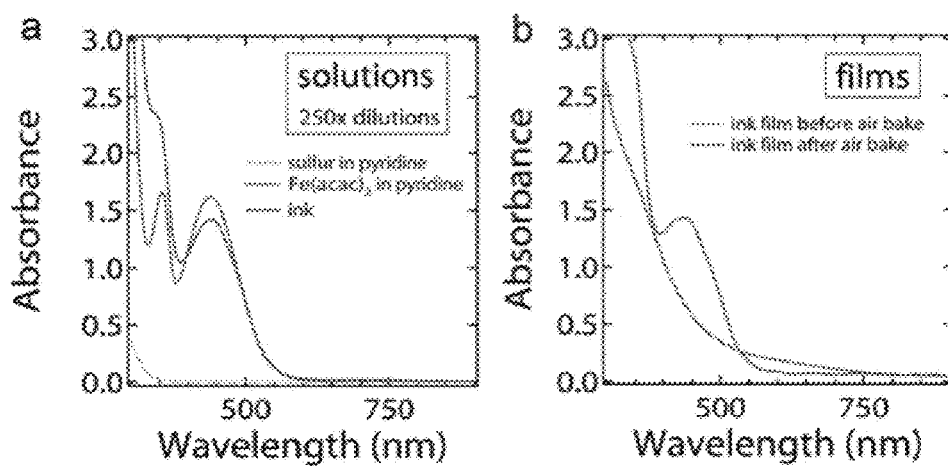 a
3.0
2.5
2.0
1.5
1.0
0.5
0.0
Absorbance
solutions
250x dilutions
sulfur in pyridine
Fe(acac)₃ in pyridine
ink
500
750
Wavelength (nm)
b
3.0
2.5
2.0
1.5
1.0
0.5
0.0
Absorbance
films
ink film before air bake
ink film after air bake
500
750
Wavelength (nm)